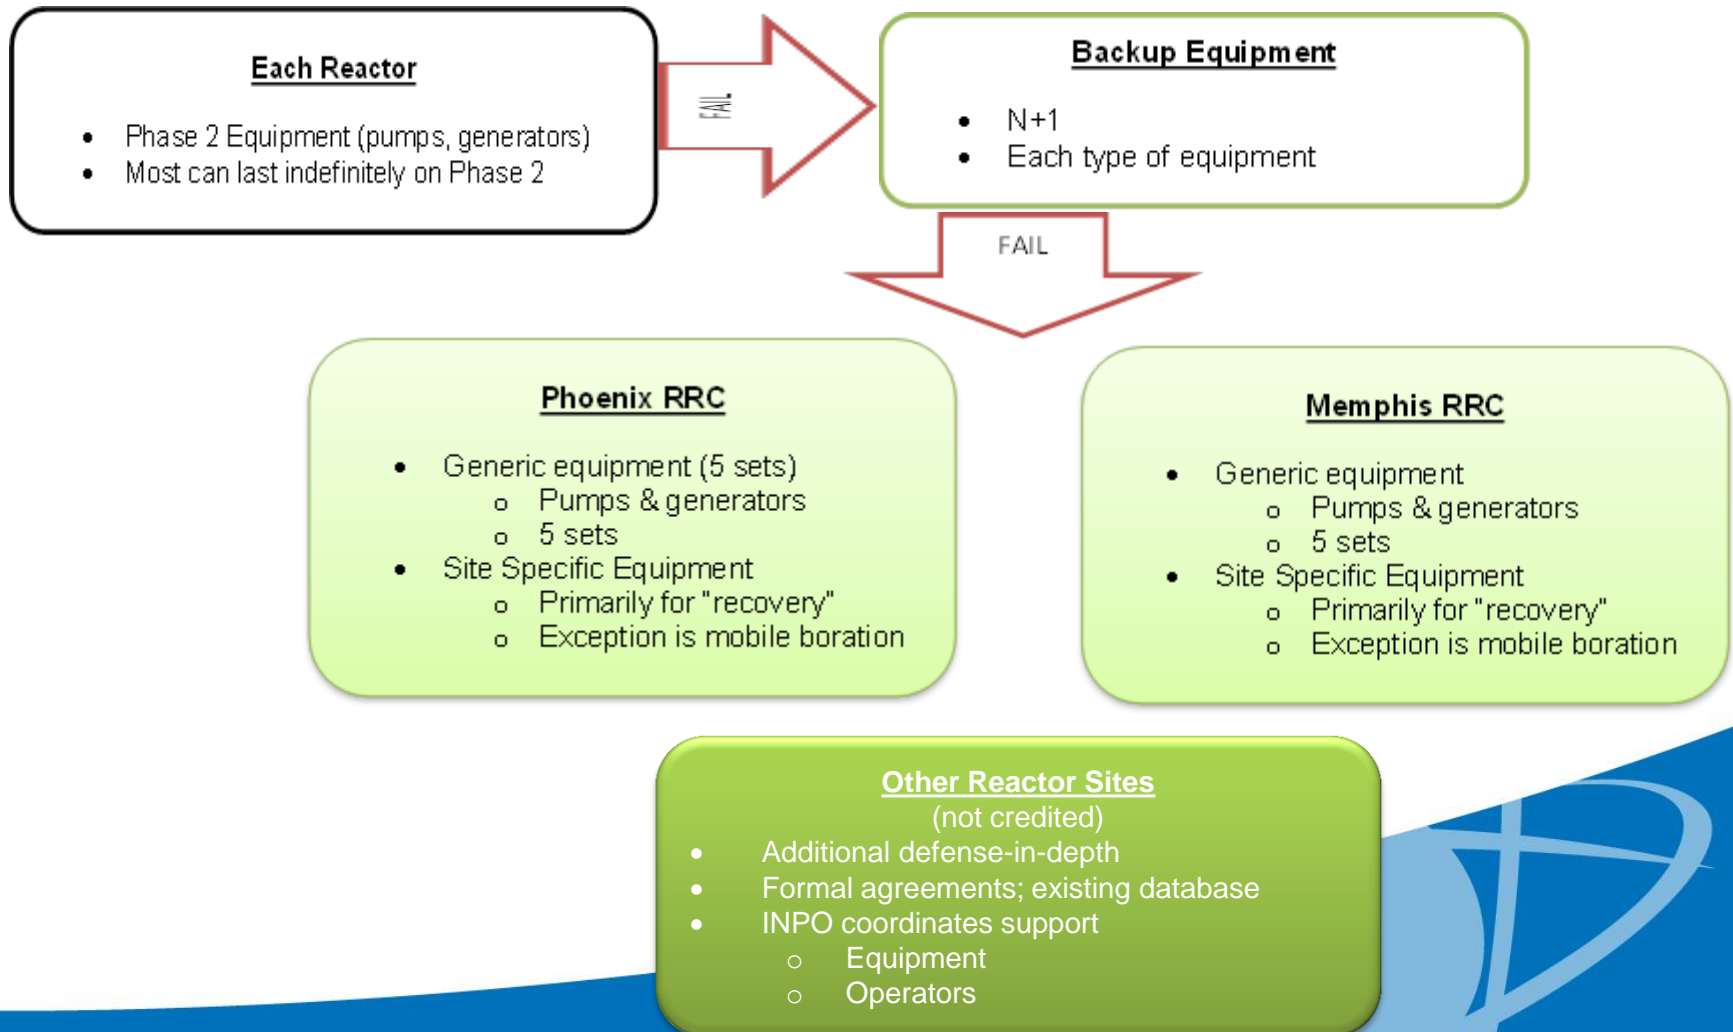 Each Reactor
• Phase 2 Equipment (pumps, generators)
• Most can last indefinitely on Phase 2
FAIL
Backup Equipment
• N+1
• Each type of equipment
FAIL
Phoenix RRC
• Generic equipment (5 sets)
o Pumps & generators
o 5 sets
• Site Specific Equipment
o Primarily for "recovery"
o Exception is mobile boration
Memphis RRC
• Generic equipment
o Pumps & generators
o 5 sets
• Site Specific Equipment
o Primarily for "recovery"
o Exception is mobile boration
Other Reactor Sites
(not credited)
• Additional defense-in-depth
• Formal agreements; existing database
• INPO coordinates support
o Equipment
o Operators